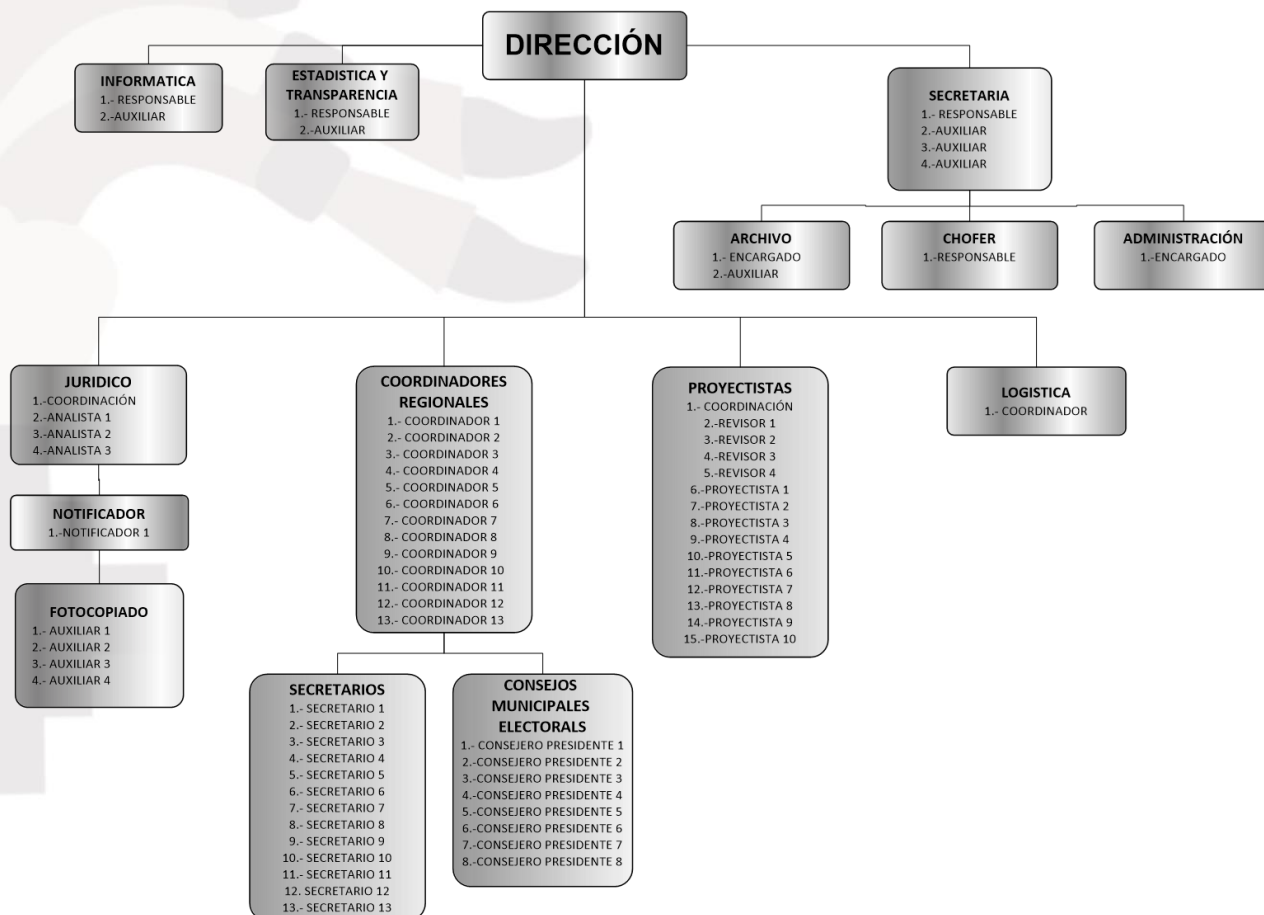 DIRECCIÓN
INFORMATICA
1.- RESPONSABLE
2.-AUXILIAR
ESTADISTICA Y
TRANSPARENCIA
1.- RESPONSABLE
2.-AUXILIAR
SECRETARIA
1.- RESPONSABLE
2.-AUXILIAR
3.-AUXILIAR
4.-AUXILIAR
ARCHIVO
1.- ENCARGADO
2.-AUXILIAR
CHOFER
1.-RESPONSABLE
ADMINISTRACIÓN
1.-ENCARGADO
JURIDICO
1.-COORDINACIÓN
2.-ANALISTA 1
3.-ANALISTA 2
4.-ANALISTA 3
NOTIFICADOR
1.-NOTIFICADOR 1
FOTOCOPIADO
1.- AUXILIAR 1
2.- AUXILIAR 2
3.- AUXILIAR 3
4.- AUXILIAR 4
COORDINADORES
REGIONALES
1.- COORDINADOR 1
2.- COORDINADOR 2
3.- COORDINADOR 3
4.- COORDINADOR 4
5.- COORDINADOR 5
6.- COORDINADOR 6
7.- COORDINADOR 7
8.- COORDINADOR 8
9.- COORDINADOR 9
10.- COORDINADOR 10
11.- COORDINADOR 11
12.- COORDINADOR 12
13.- COORDINADOR 13
SECRETARIOS
1.- SECRETARIO 1
2.- SECRETARIO 2
3.- SECRETARIO 3
4.- SECRETARIO 4
5.- SECRETARIO 5
6.- SECRETARIO 6
7.- SECRETARIO 7
8.- SECRETARIO 8
9.- SECRETARIO 9
10.- SECRETARIO 10
11.- SECRETARIO 11
12. SECRETARIO 12
13.- SECRETARIO 13
CONSEJOS
MUNICIPALES
ELECTORALS
1.- CONSEJERO PRESIDENTE 1
2.-CONSEJERO PRESIDENTE 2
3.-CONSEJERO PRESIDENTE 3
4.-CONSEJERO PRESIDENTE 4
5.-CONSEJERO PRESIDENTE 5
6.-CONSEJERO PRESIDENTE 6
7.-CONSEJERO PRESIDENTE 7
8.-CONSEJERO PRESIDENTE 8
PROYECTISTAS
1.- COORDINACIÓN
2.-REVISOR 1
3.-REVISOR 2
4.-REVISOR 3
5.-REVISOR 4
6.-PROYECTISTA 1
7.-PROYECTISTA 2
8.-PROYECTISTA 3
9.-PROYECTISTA 4
10.-PROYECTISTA 5
11.-PROYECTISTA 6
12.-PROYECTISTA 7
13.-PROYECTISTA 8
14.-PROYECTISTA 9
15.-PROYECTISTA 10
LOGISTICA
1.- COORDINADOR